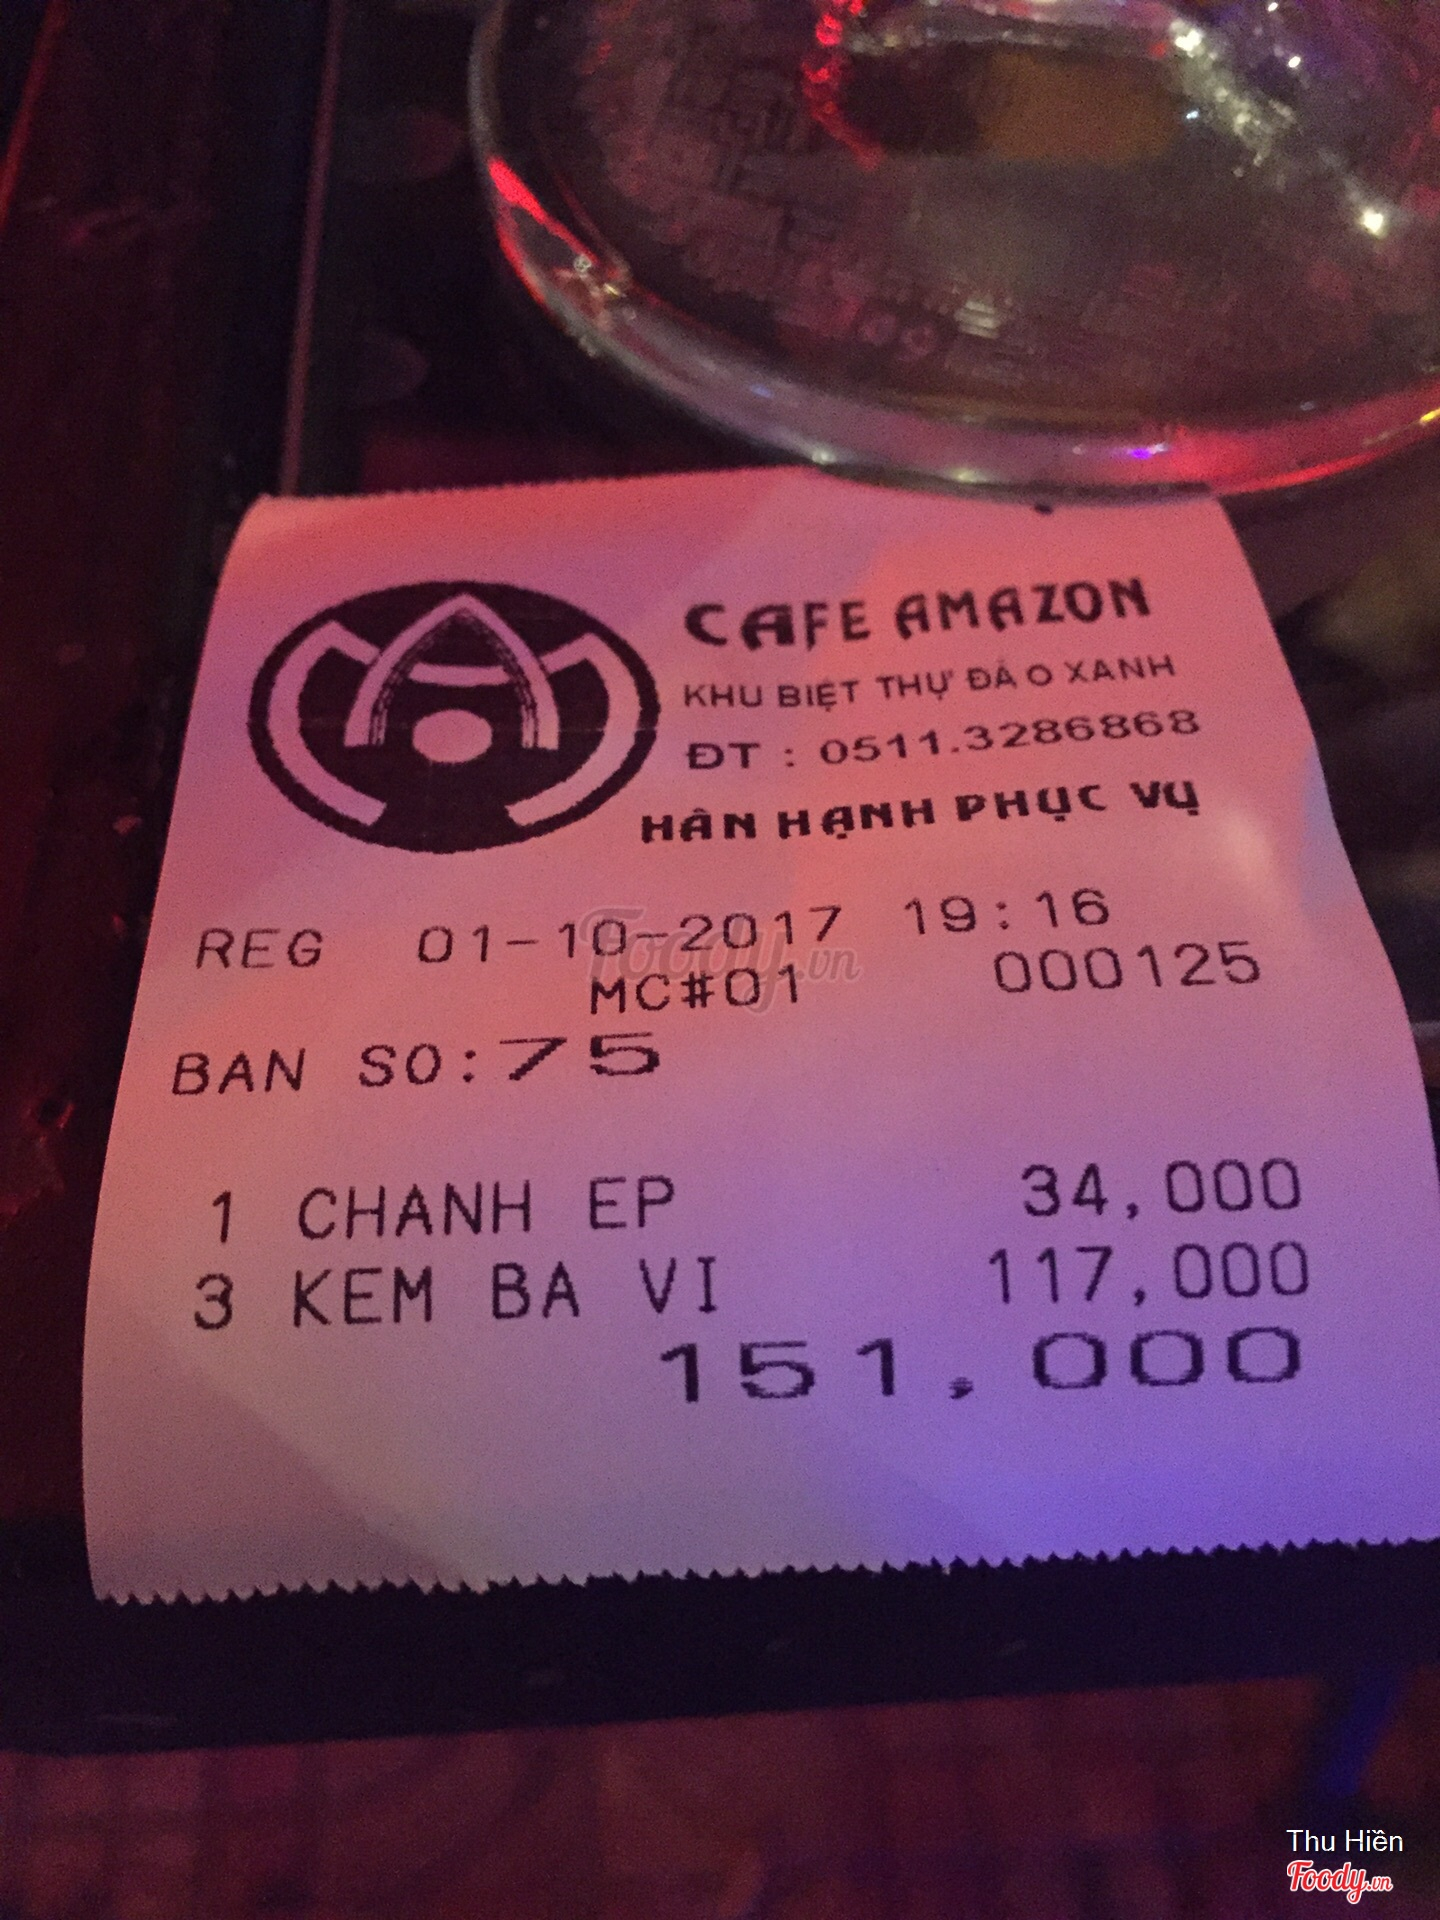 CAFE AMAZON
KHU BIỆT THỰ ĐẢO XANH
ĐT : 0511.3286868
HÂN HẠNH PHỤC VỤ
REG 01-10-2017 19:16
MC#01 000125
BAN SO:75
1 CHANH EP 34,000
3 KEM BA VI 117,000
151,000
Foody.vn
Thu Hiền
Foody.vn